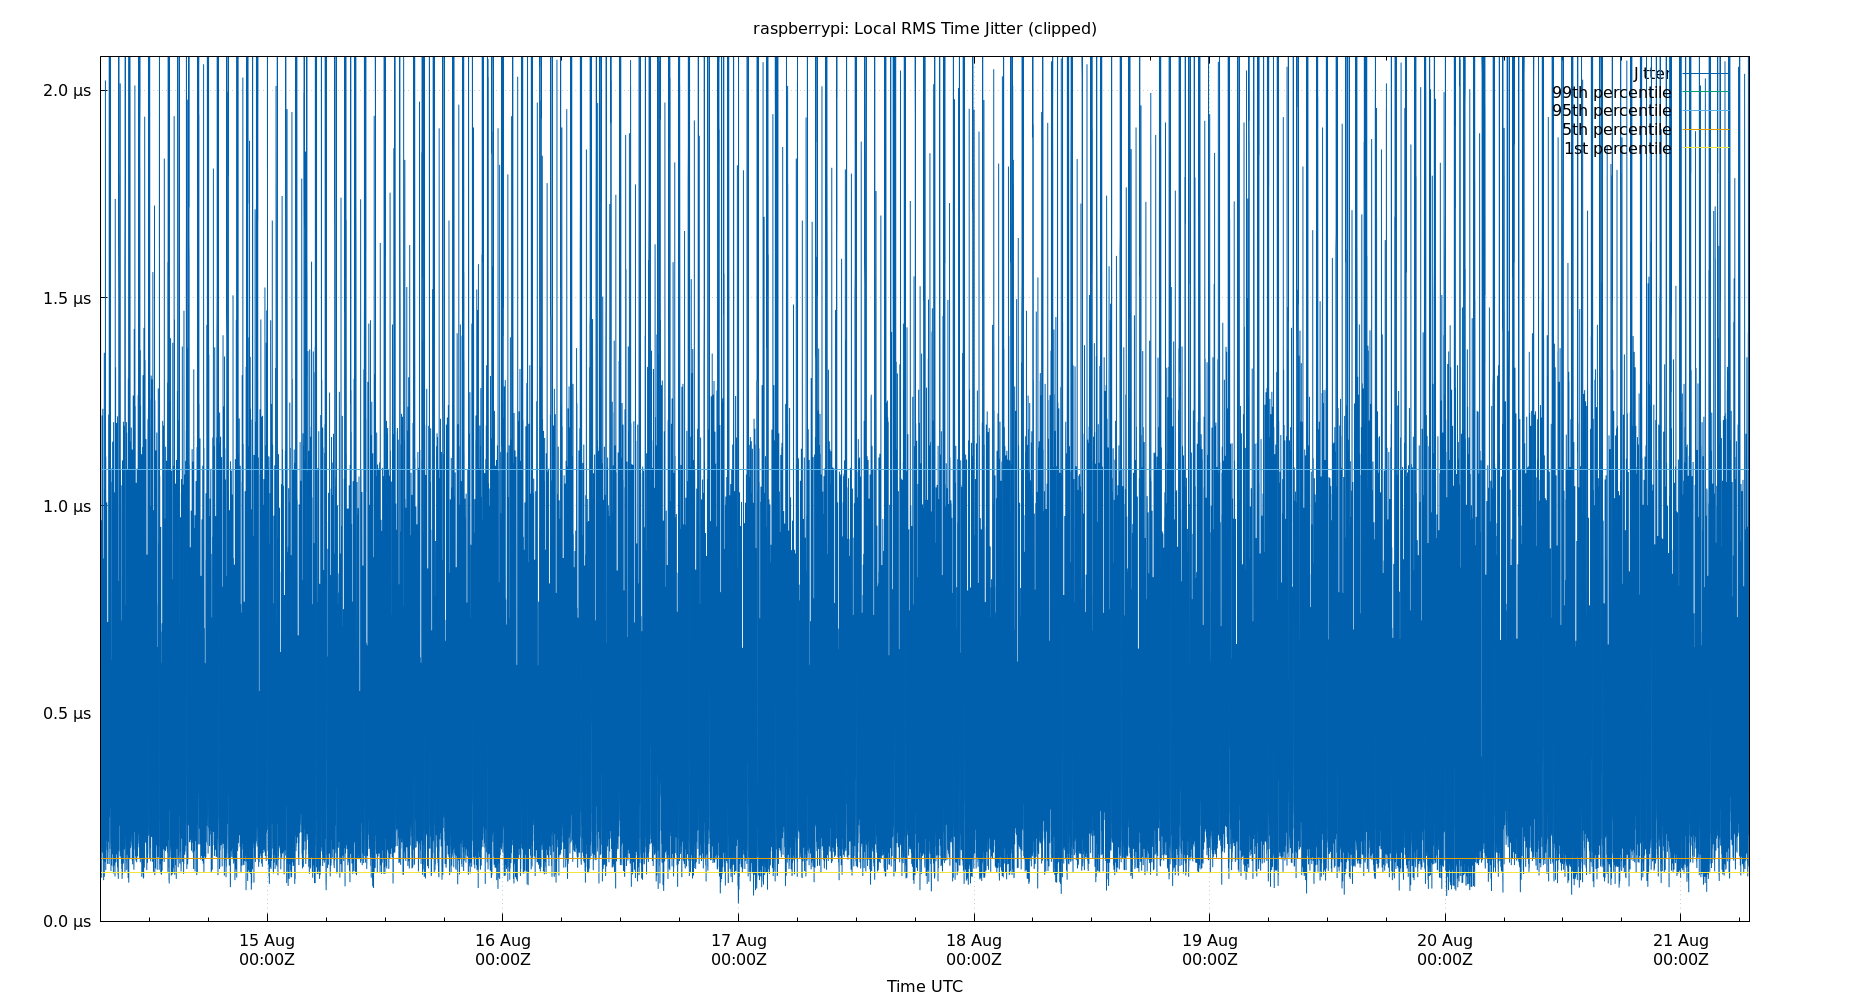 raspberrypi: Local RMS Time Jitter (clipped)
2.0 μs
1.5 μs
1.0 μs
0.5 μs
0.0 μs
Jitter
99th percentile
95th percentile
5th percentile
1st percentile
15 Aug
00:00Z
16 Aug
00:00Z
17 Aug
00:00Z
18 Aug
00:00Z
19 Aug
00:00Z
20 Aug
00:00Z
21 Aug
00:00Z
Time UTC